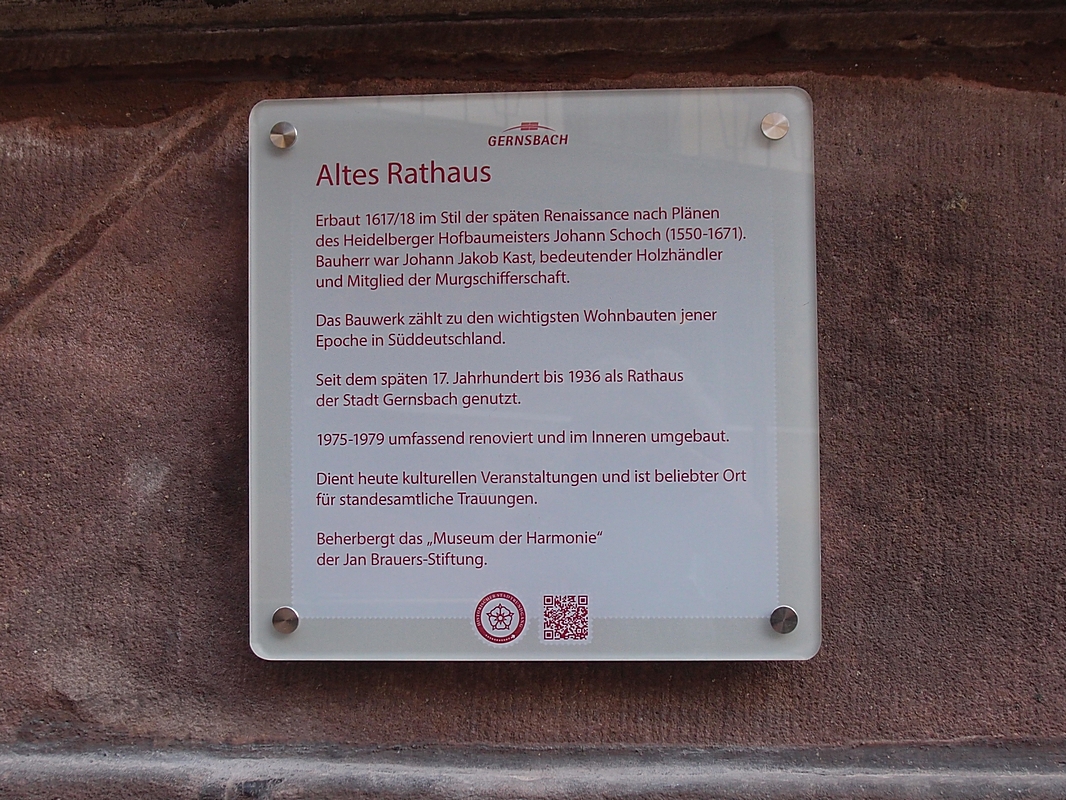 GERNSBACH
Altes Rathaus
Erbaut 1617/18 im Stil der späten Renaissance nach Plänen
des Heidelberger Hofbaumeisters Johann Schoch (1550-1671).
Bauherr war Johann Jakob Kast, bedeutender Holzhändler
und Mitglied der Murgschifferschaft.
Das Bauwerk zählt zu den wichtigsten Wohnbauten jener
Epoche in Süddeutschland.
Seit dem späten 17. Jahrhundert bis 1936 als Rathaus
der Stadt Gernsbach genutzt.
1975-1979 umfassend renoviert und im Inneren umgebaut.
Dient heute kulturellen Veranstaltungen und ist beliebter Ort
für standesamtliche Trauungen.
Beherbergt das „Museum der Harmonie“
der Jan Brauers-Stiftung.